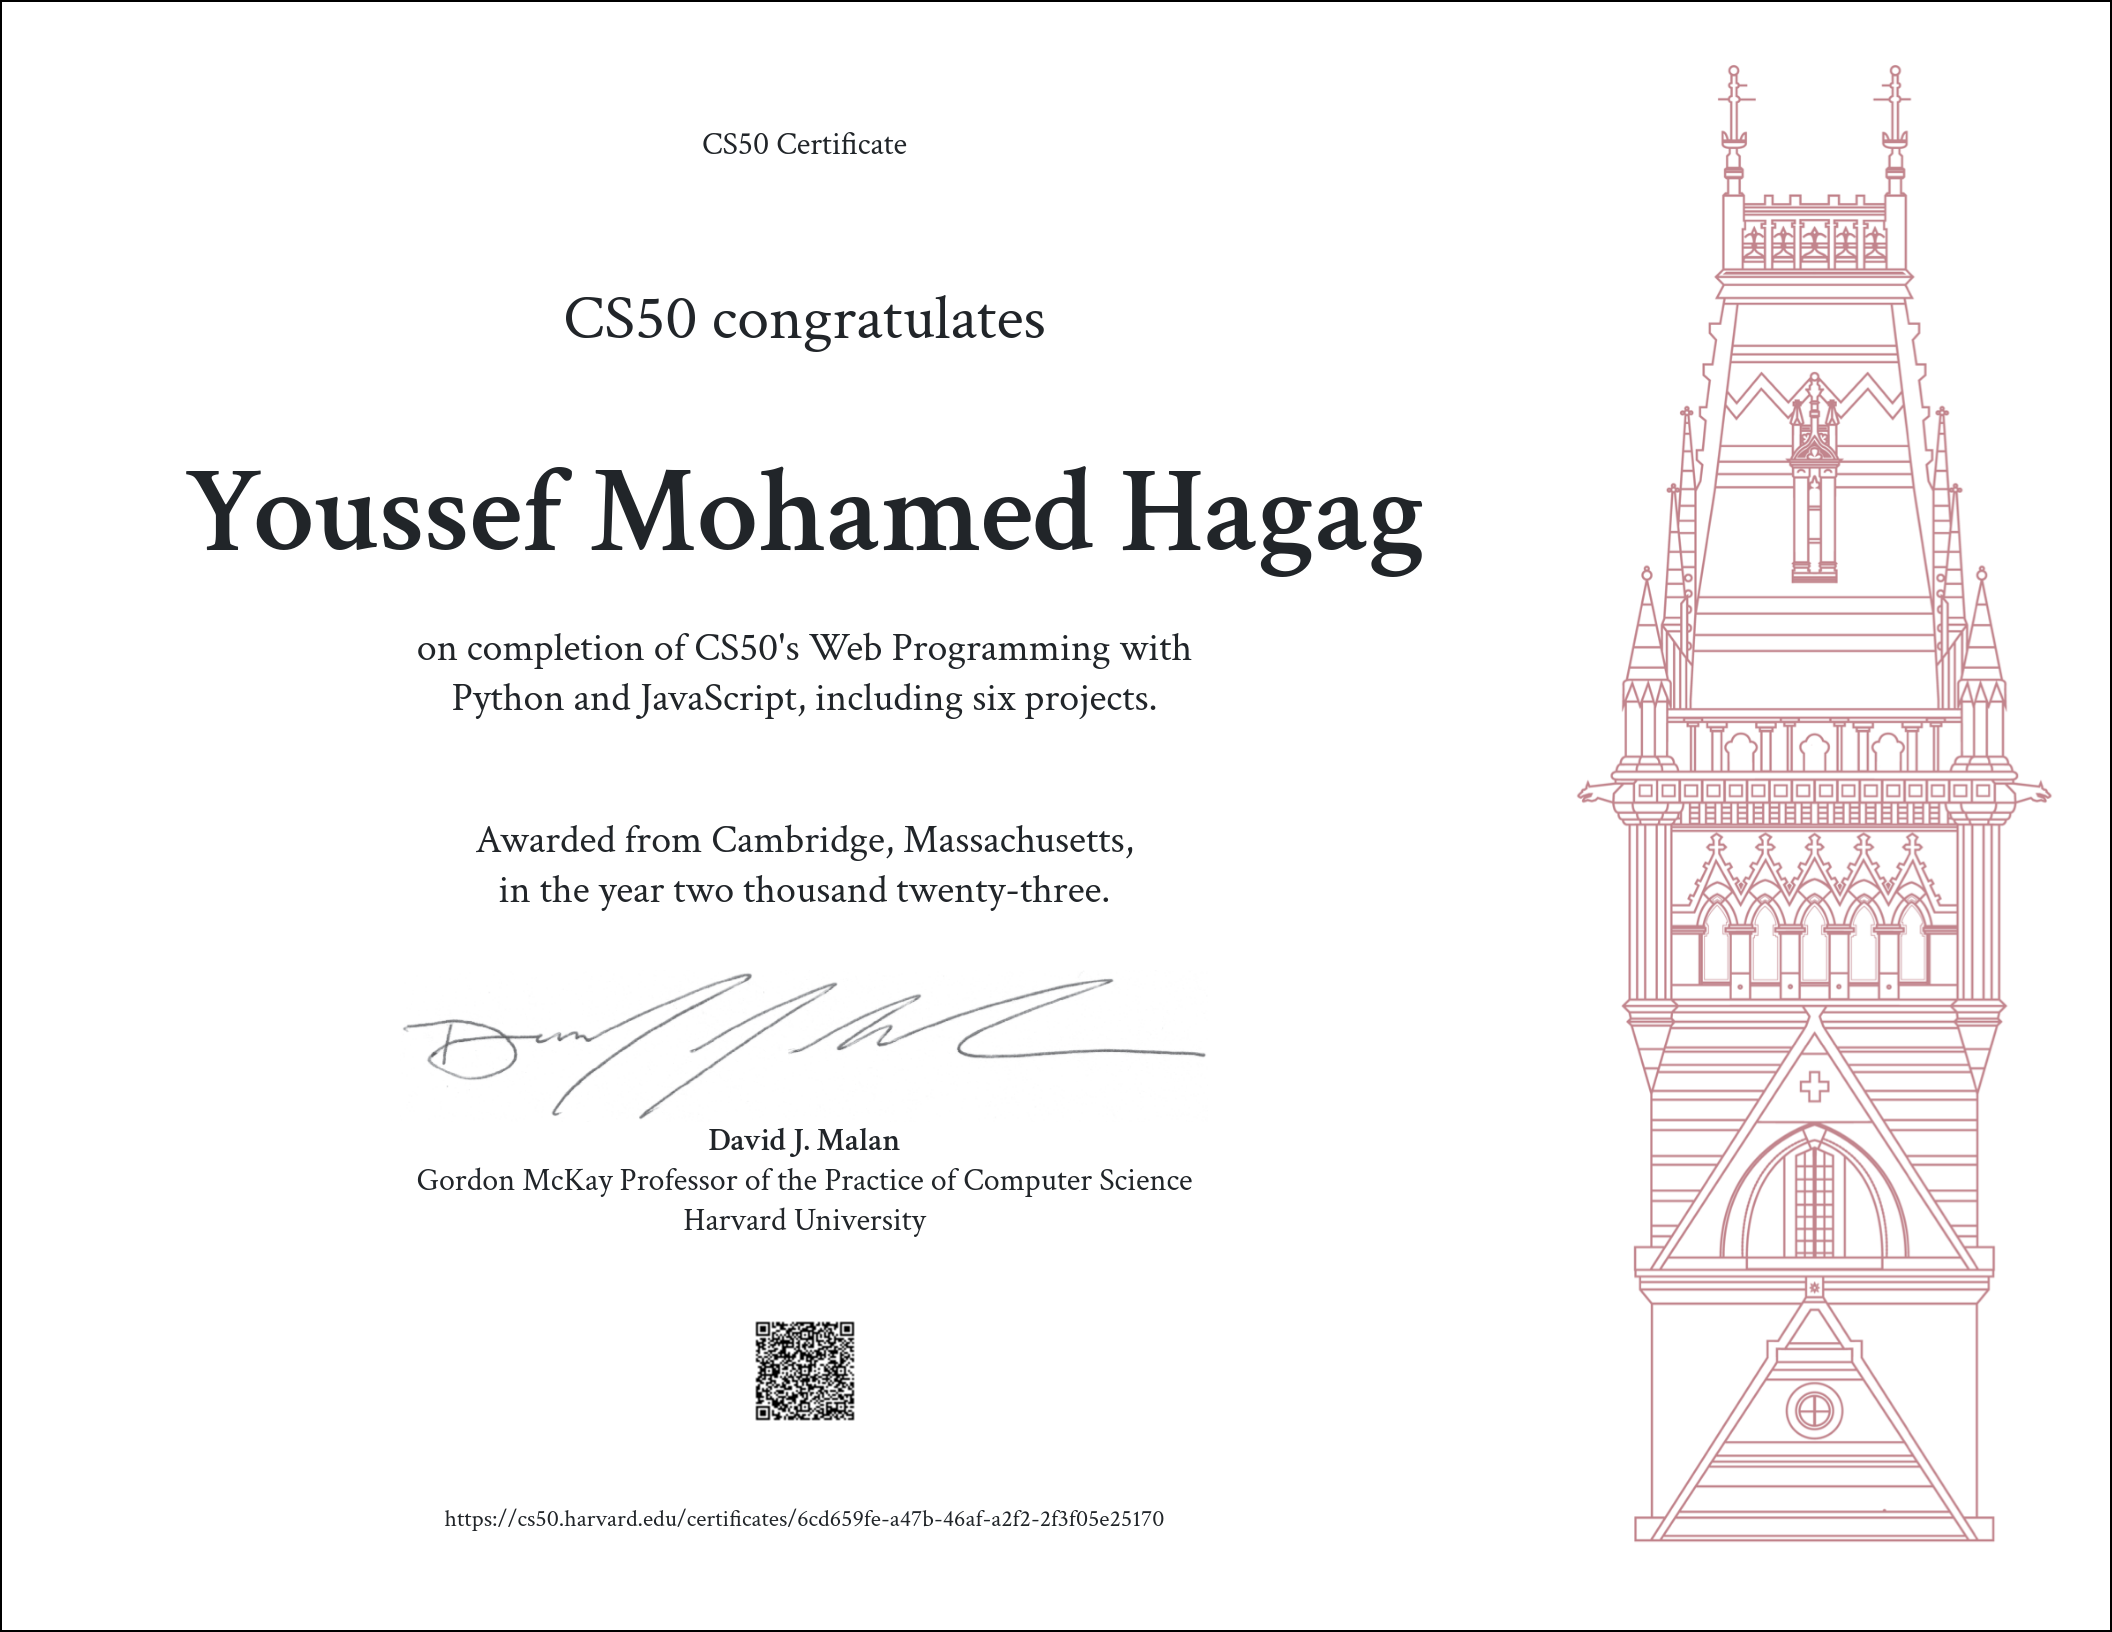 CS50 Certificate
CS50 congratulates
Youssef Mohamed Hagag
on completion of CS50's Web Programming with
Python and JavaScript, including six projects.
Awarded from Cambridge, Massachusetts,
in the year two thousand twenty-three.
David J. Malan
Gordon McKay Professor of the Practice of Computer Science
Harvard University
https://cs50.harvard.edu/certificates/6cd659fe-a47b-46af-a2f2-2f3f05e25170